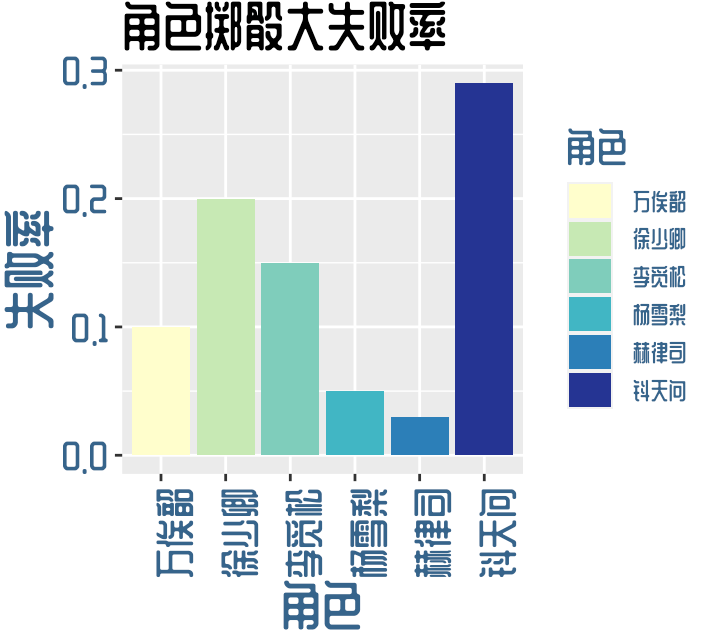 角色掷骰大失败率
0.3
0.2
0.1
0.0
失败率
万俟韶
徐少卿
李觅松
杨雪梨
赫律司
钭天问
角色
角色
万俟韶
徐少卿
李觅松
杨雪梨
赫律司
钭天问